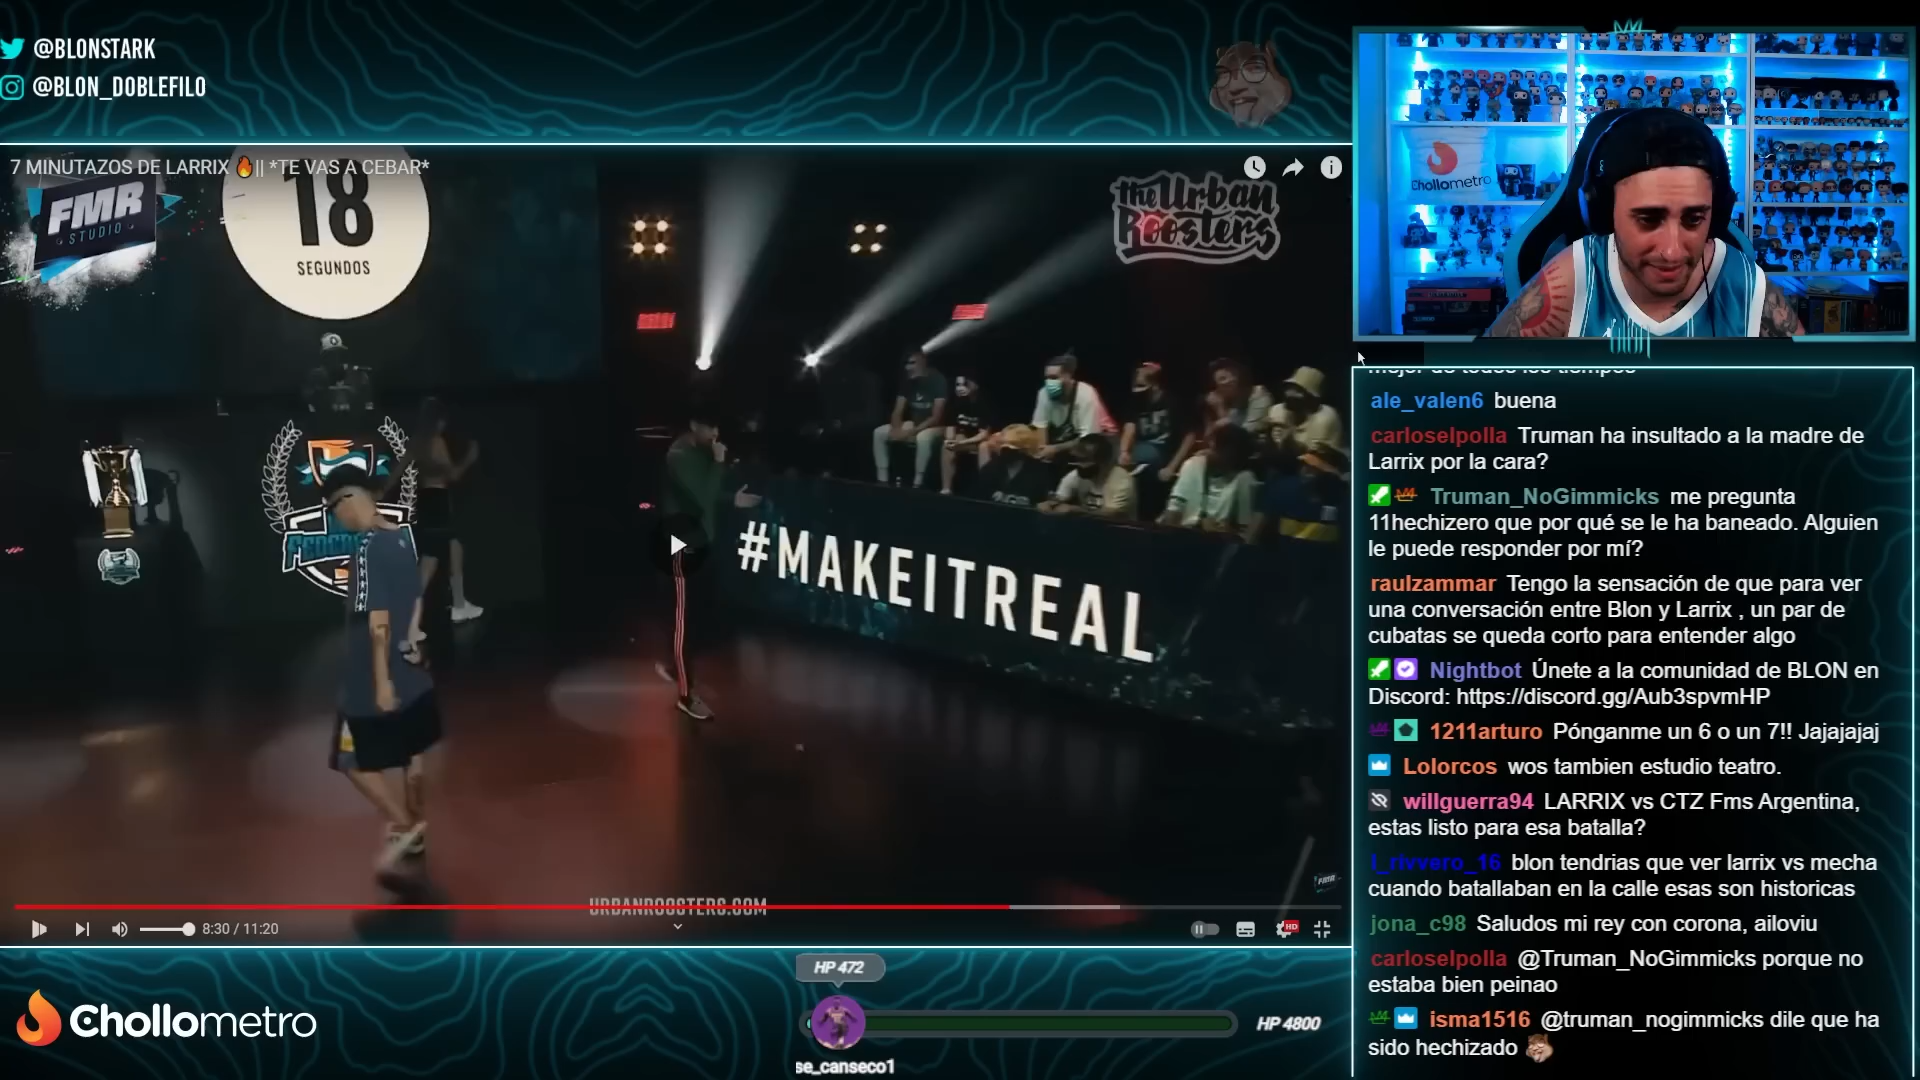 @BLONSTARK
@BLON_DOBLEFILO
7 MINUTAZOS DE LARRIX 🔥|| *TE VAS A CEBAR*
FMR
STUDIO
18
SEGUNDOS
the Urban
Roosters
#MAKEITREAL
URBANROOSTERS.COM
FMR
8:30 / 11:20
HD
Chollometro
HP 472
HP 4800
se_canseco1
Chollometro
mejor de todos los tiempos
ale_valen6 buena
carloselpolla Truman ha insultado a la madre de
Larrix por la cara?
Truman_NoGimmicks me pregunta
11hechizero que por qué se le ha baneado. Alguien
le puede responder por mí?
raulzammar Tengo la sensación de que para ver
una conversación entre Blon y Larrix , un par de
cubatas se queda corto para entender algo
Nightbot Únete a la comunidad de BLON en
Discord: https://discord.gg/Aub3spvmHP
1211arturo Pónganme un 6 o un 7!! Jajajajaj
Lolorcos wos tambien estudio teatro.
willguerra94 LARRIX vs CTZ Fms Argentina,
estas listo para esa batalla?
l_rivvero_16 blon tendrias que ver larrix vs mecha
cuando batallaban en la calle esas son historicas
jona_c98 Saludos mi rey con corona, ailoviu
carloselpolla @Truman_NoGimmicks porque no
estaba bien peinao
isma1516 @truman_nogimmicks dile que ha
sido hechizado